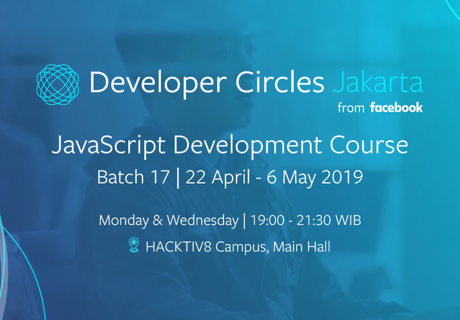 Developer Circles Jakarta
from facebook
JavaScript Development Course
Batch 17 | 22 April - 6 May 2019
Monday & Wednesday | 19:00 - 21:30 WIB
HACKTIV8 Campus, Main Hall